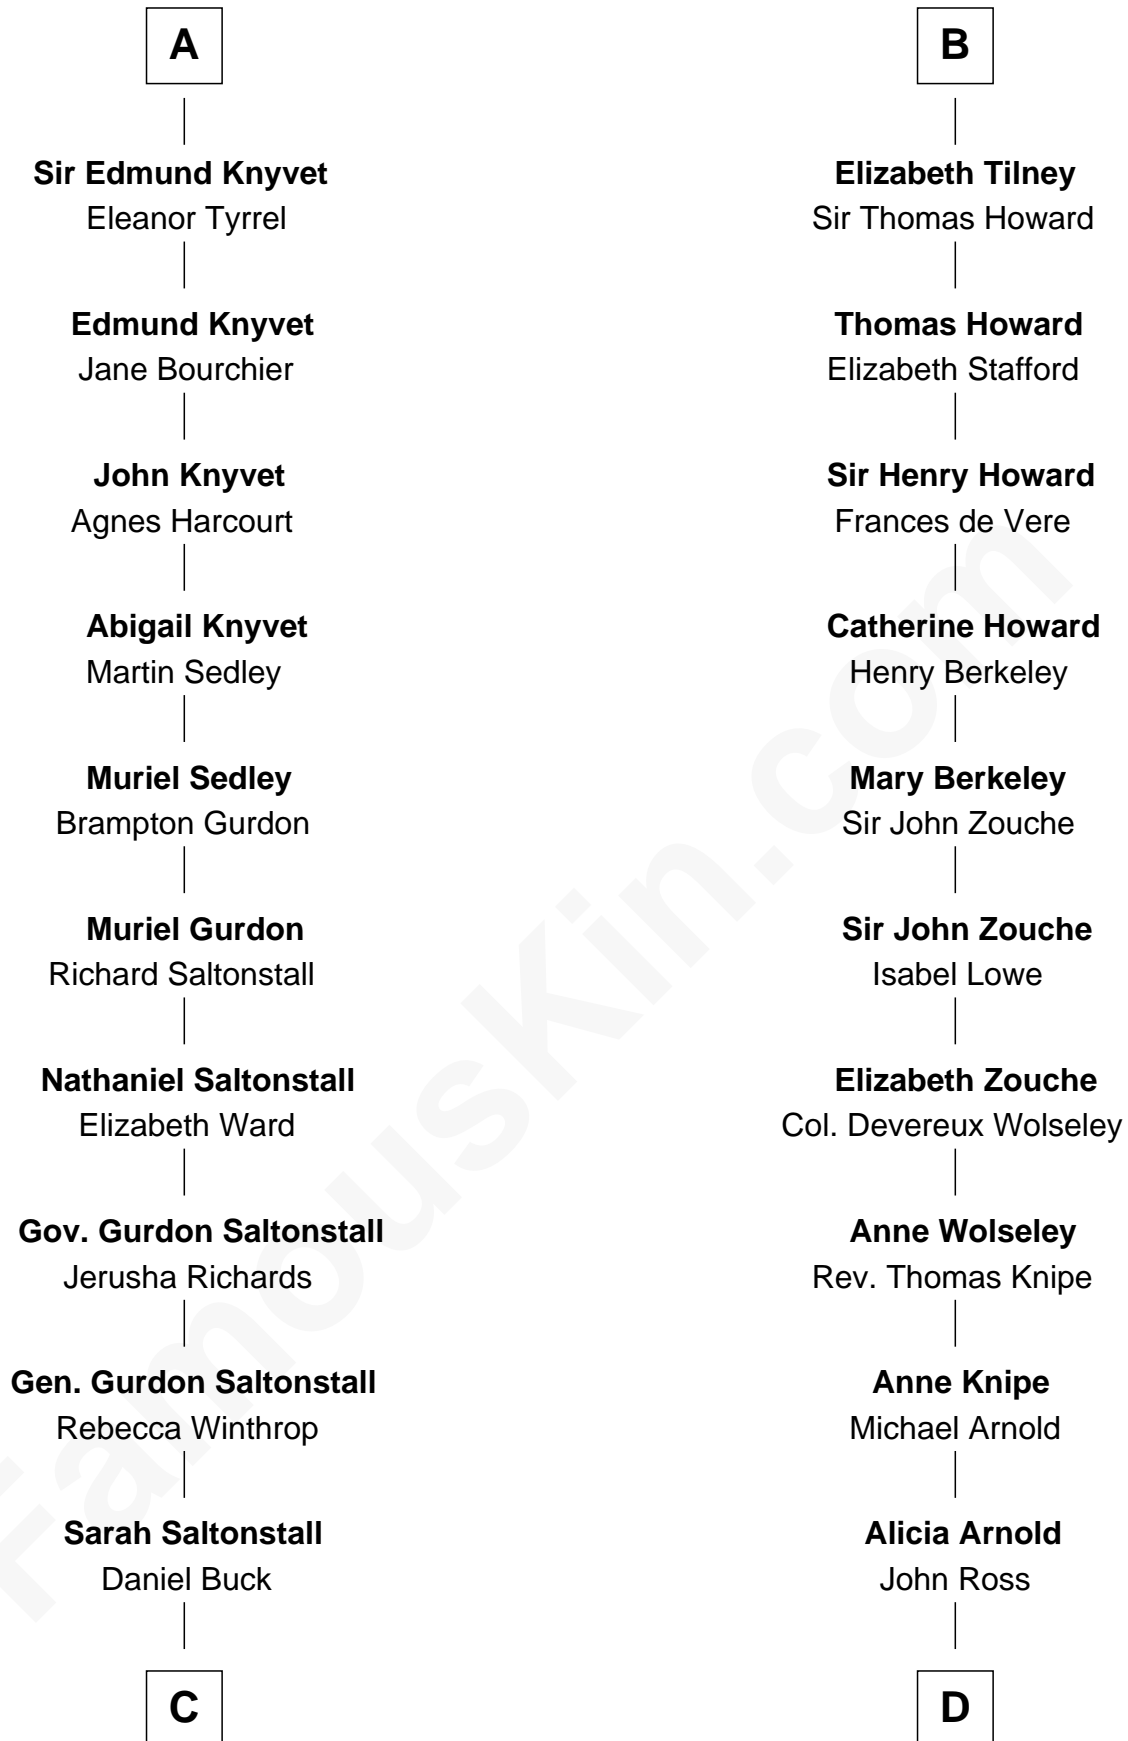 A
Sir Edmund Knyvet
Eleanor Tyrrel
Edmund Knyvet
Jane Bourchier
John Knyvet
Agnes Harcourt
Abigail Knyvet
Martin Sedley
Muriel Sedley
Brampton Gurdon
Muriel Gurdon
Richard Saltonstall
Nathaniel Saltonstall
Elizabeth Ward
Gov. Gurdon Saltonstall
Jerusha Richards
Gen. Gurdon Saltonstall
Rebecca Winthrop
Sarah Saltonstall
Daniel Buck
C
B
Elizabeth Tilney
Sir Thomas Howard
Thomas Howard
Elizabeth Stafford
Sir Henry Howard
Frances de Vere
Catherine Howard
Henry Berkeley
Mary Berkeley
Sir John Zouche
Sir John Zouche
Isabel Lowe
Elizabeth Zouche
Col. Devereux Wolseley
Anne Wolseley
Rev. Thomas Knipe
Anne Knipe
Michael Arnold
Alicia Arnold
John Ross
D
FamousKin.com